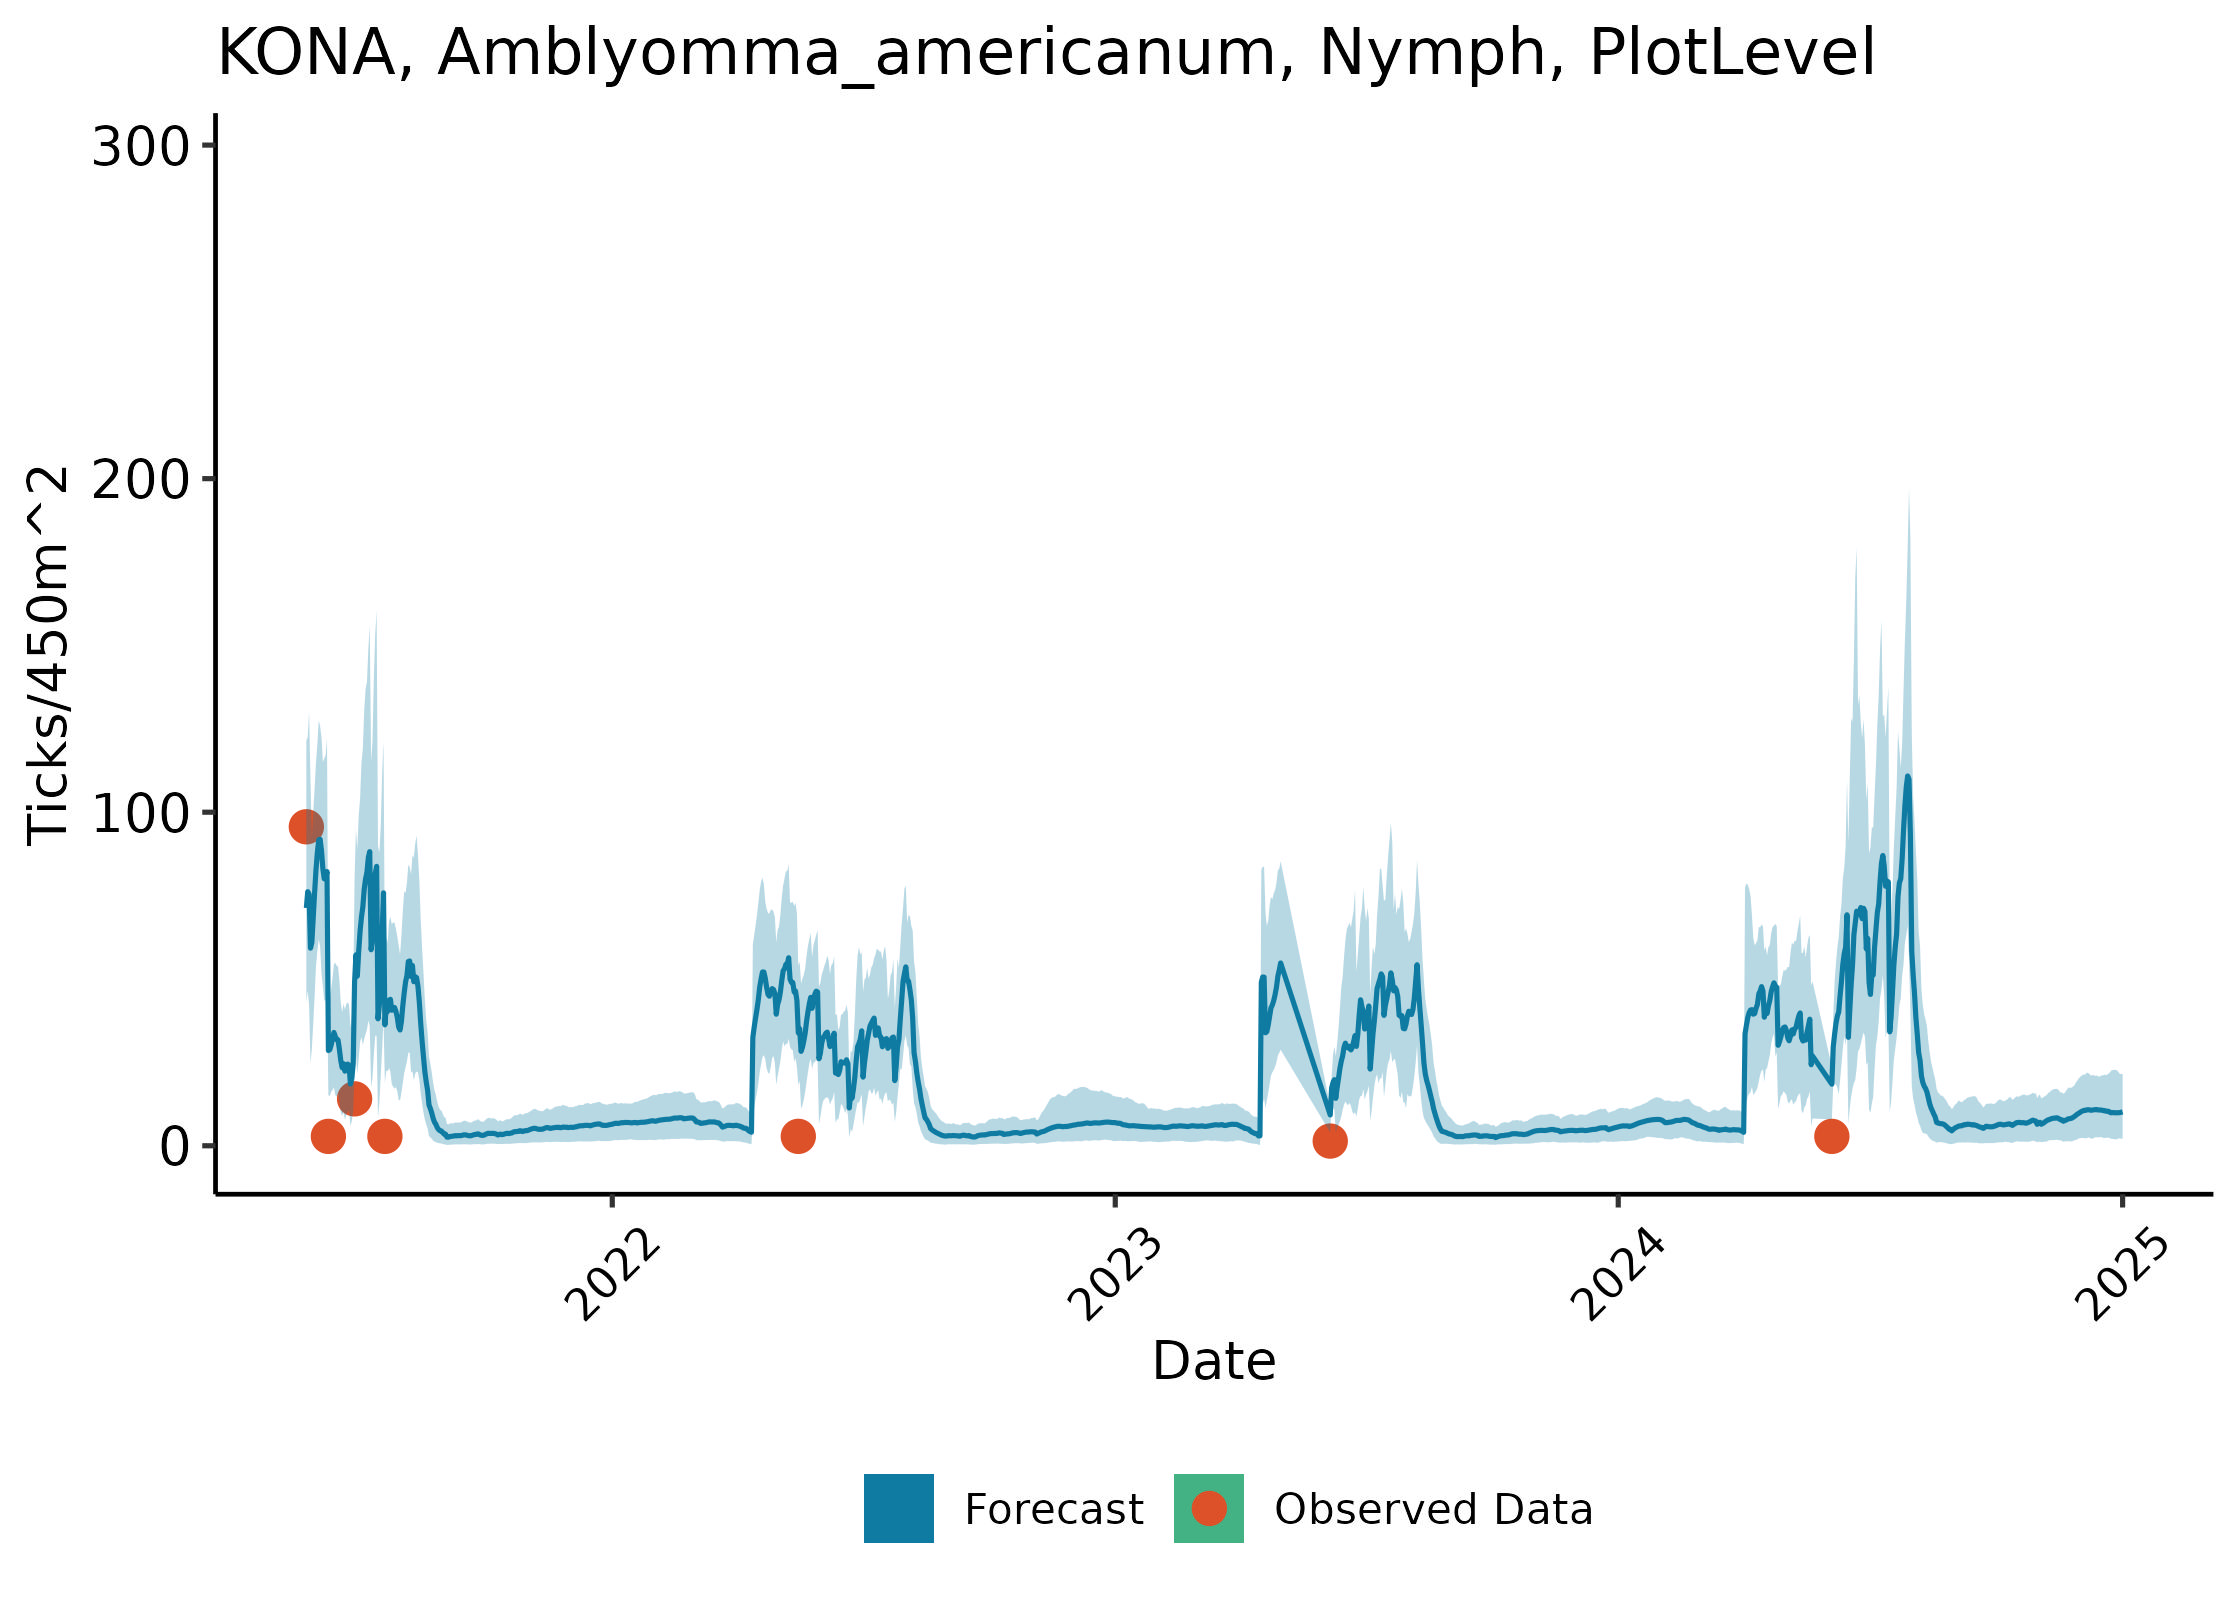 KONA, Amblyomma_americanum, Nymph, PlotLevel
300
200
100
0
Ticks/450m^2
2022
2023
2024
2025
Date
Forecast
Observed Data